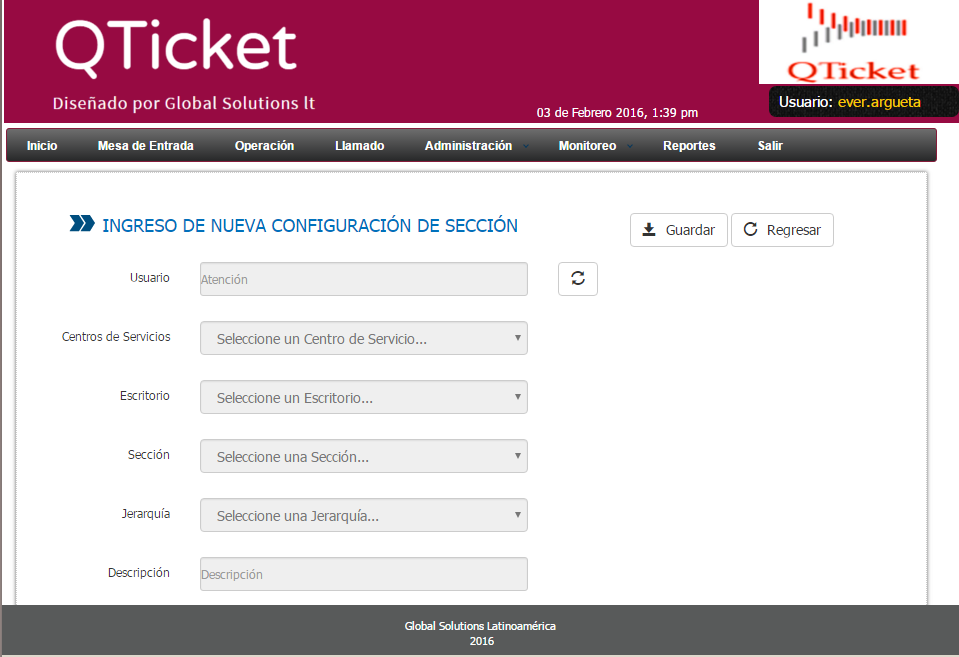 QTicket
Diseñado por Global Solutions lt
QTicket
03 de Febrero 2016, 1:39 pm
Usuario: ever.argueta
Inicio Mesa de Entrada Operación Llamado Administración Monitoreo Reportes Salir
INGRESO DE NUEVA CONFIGURACIÓN DE SECCIÓN
Guardar Regresar
Usuario Atención
Centros de Servicios Seleccione un Centro de Servicio...
Escritorio Seleccione un Escritorio...
Sección Seleccione una Sección...
Jerarquía Seleccione una Jerarquía...
Descripción Descripción
Global Solutions Latinoamérica
2016